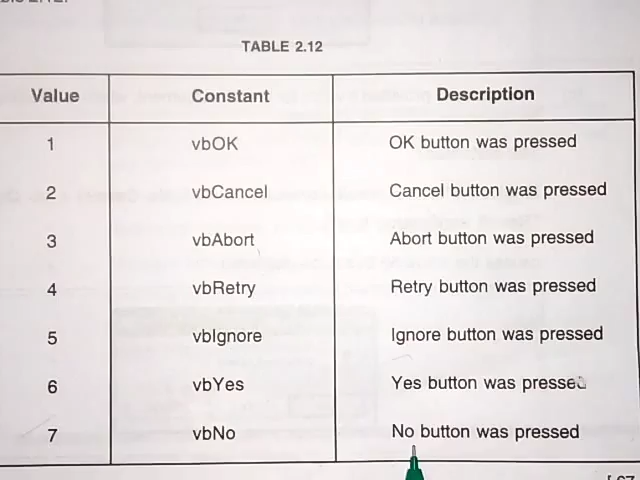 TABLE 2.12
Value Constant Description
1 vbOK OK button was pressed
2 vbCancel Cancel button was pressed
3 vbAbort Abort button was pressed
4 vbRetry Retry button was pressed
5 vbIgnore Ignore button was pressed
6 vbYes Yes button was pressed
7 vbNo No button was pressed